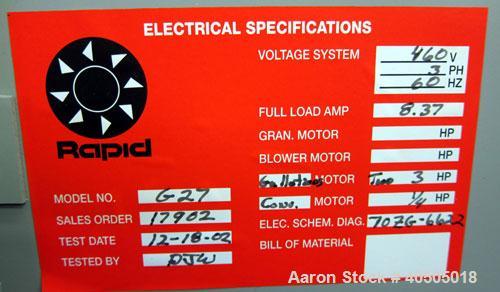 ELECTRICAL SPECIFICATIONS
Rapid
VOLTAGE SYSTEM 460 V
3 PH
60 HZ
FULL LOAD AMP 8.37
GRAN. MOTOR HP
BLOWER MOTOR HP
MOTOR Two 3 HP
Conv. MOTOR 1/4 HP
ELEC. SCHEM. DIAG. 70ZG-6622
BILL OF MATERIAL
MODEL NO. G27
SALES ORDER 17902
TEST DATE 12-18-02
TESTED BY DJW
Aaron Stock # 40505018